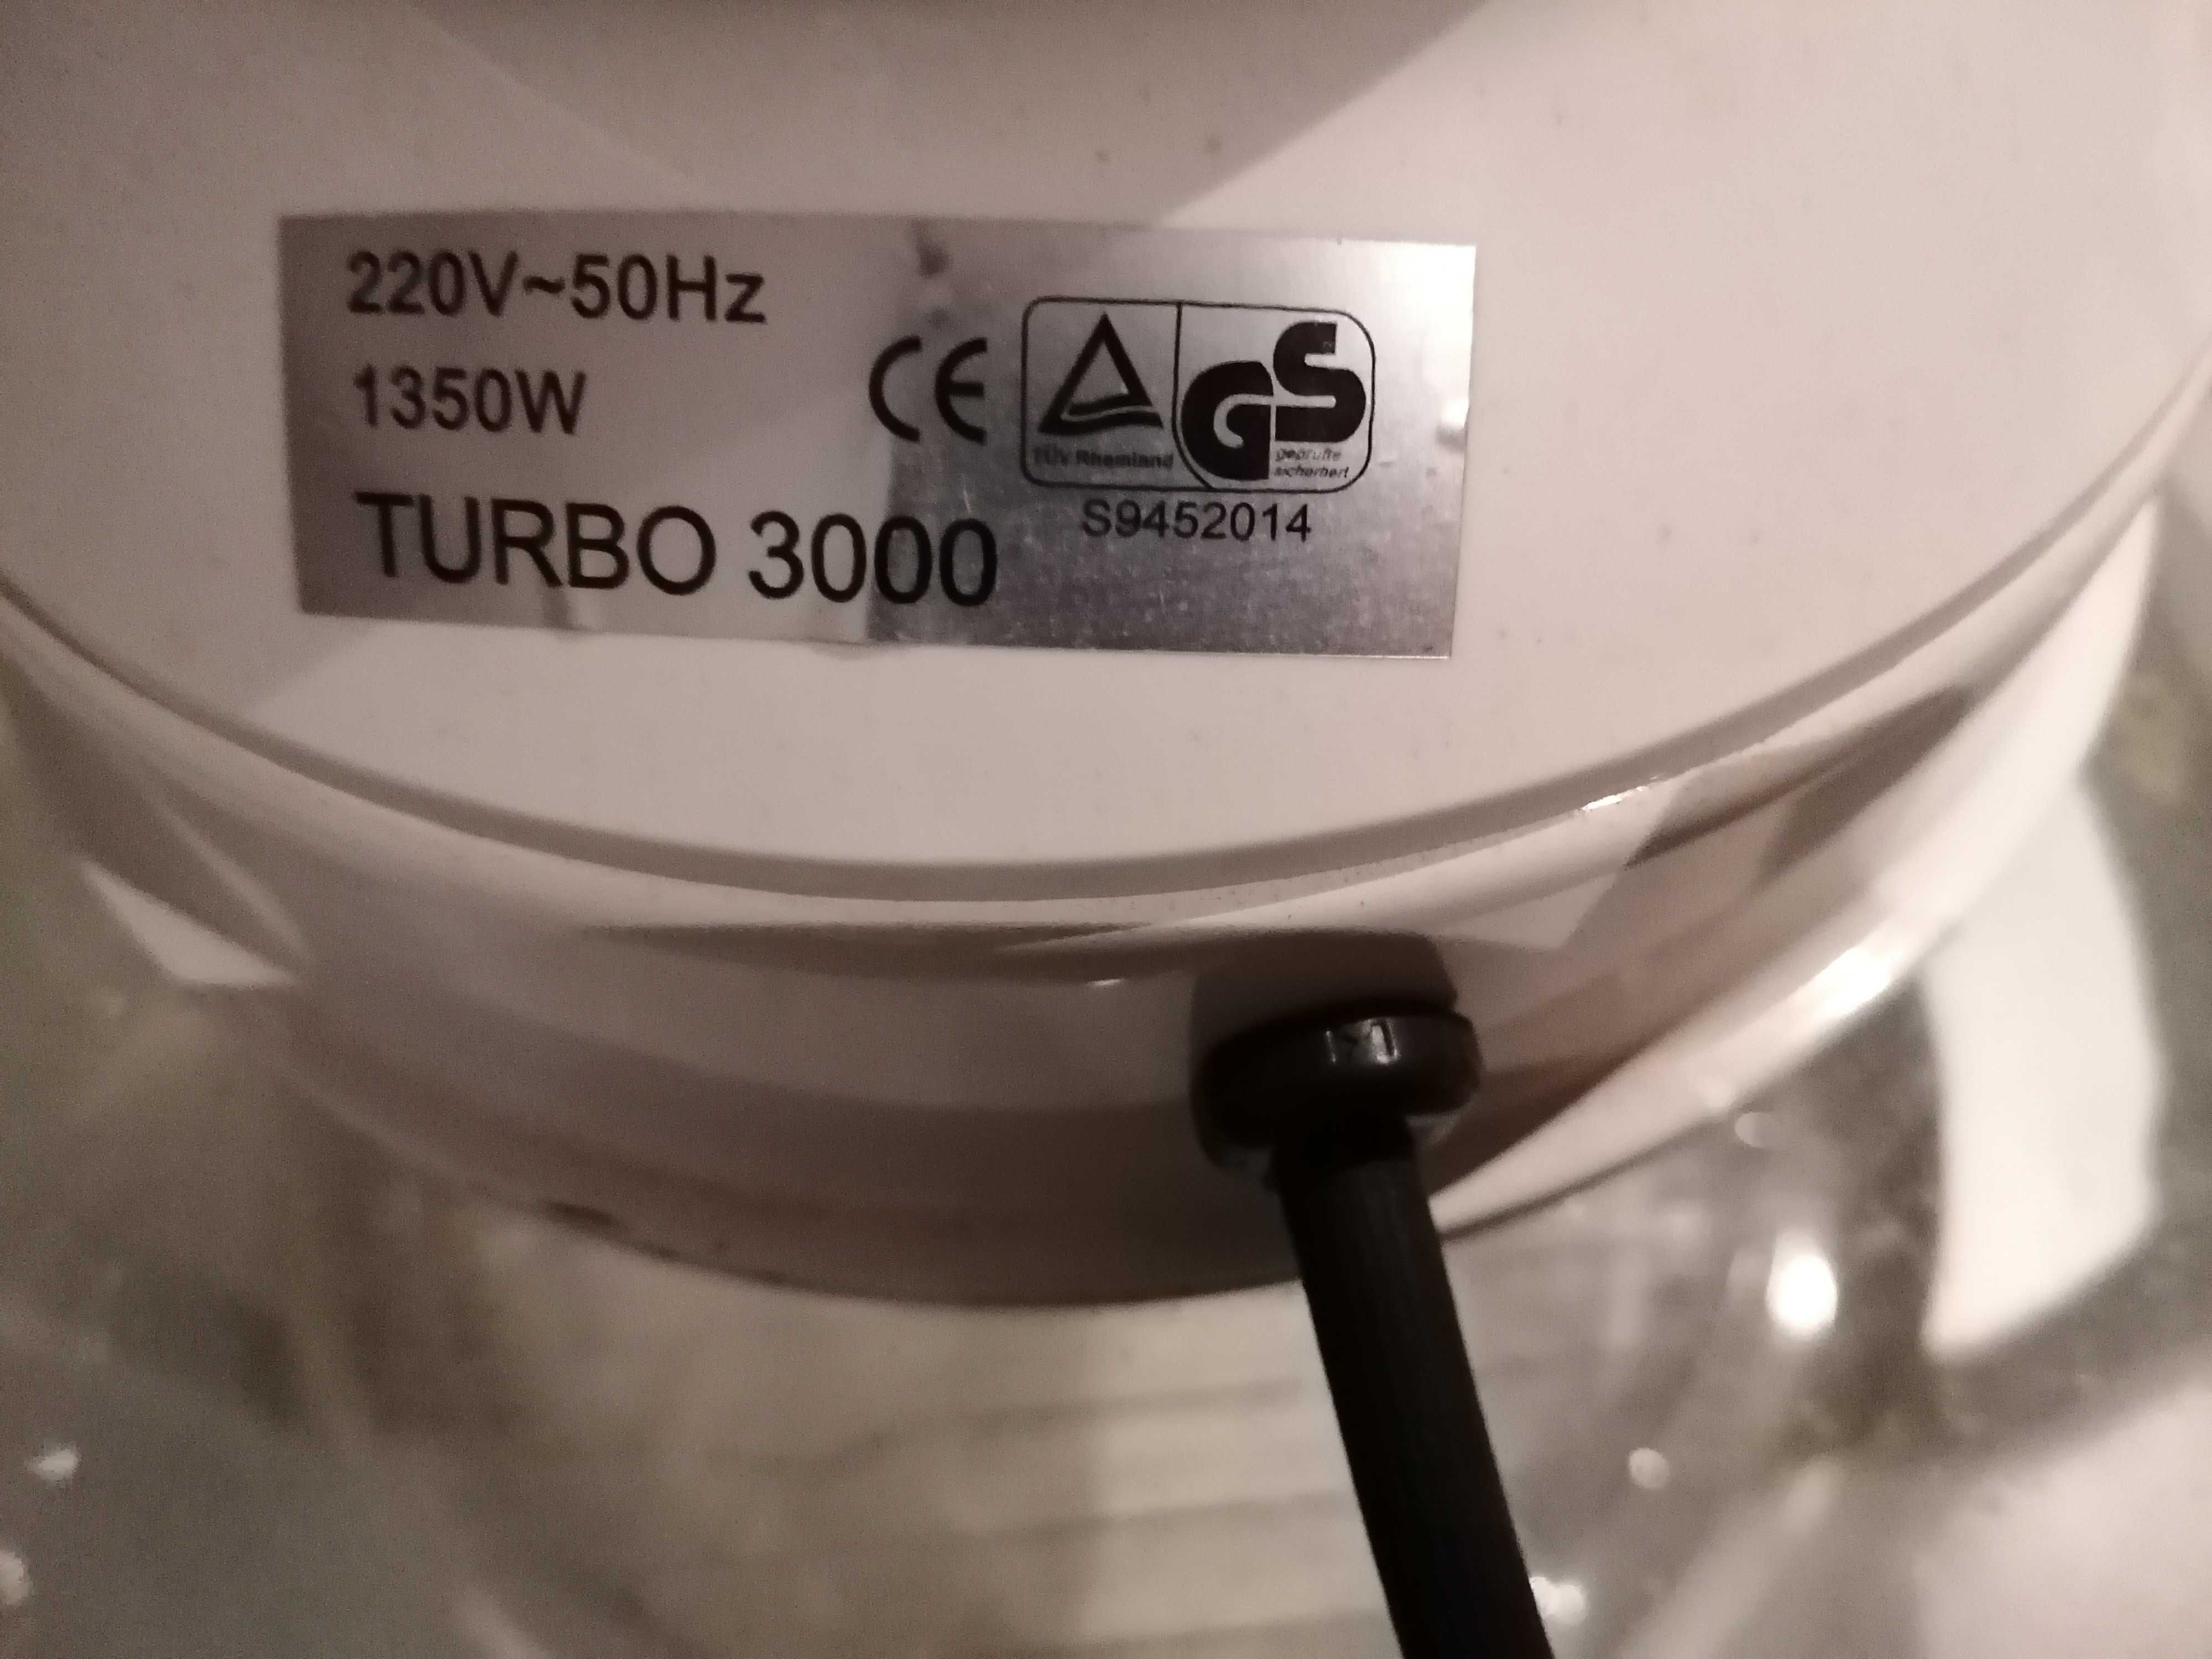 220V~50Hz
1350W
CE
TÜV Rheinland
GS
geprüfte
sicherheit
TURBO 3000
S9452014